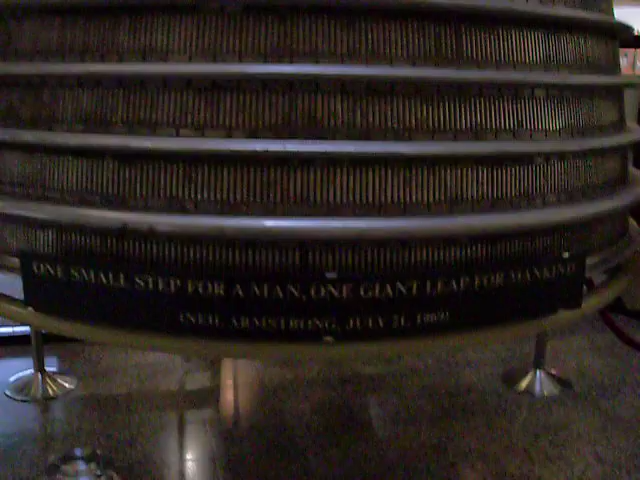 ONE SMALL STEP FOR A MAN, ONE GIANT LEAP FOR MANKIND
(NEIL ARMSTRONG, JULY 21, 1969)